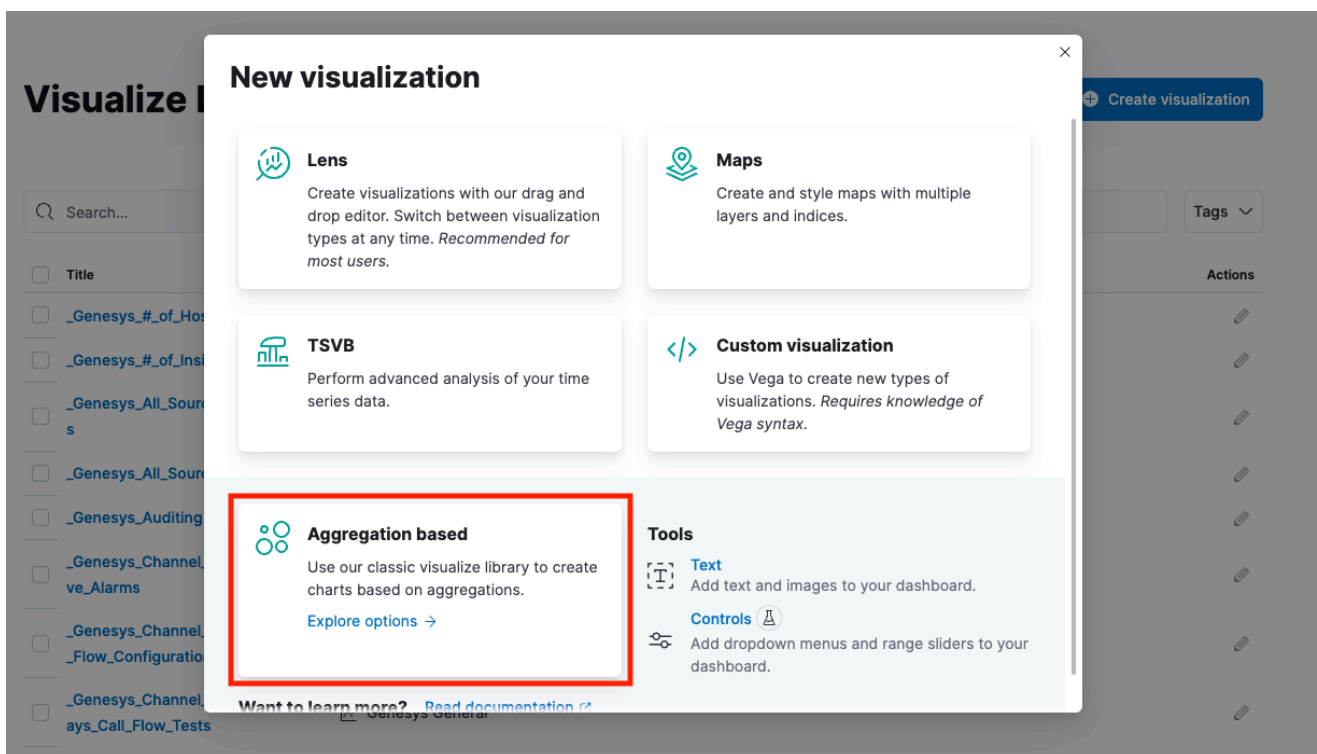 New visualization
Visualize
Create visualization
Lens
Create visualizations with our drag and
drop editor. Switch between visualization
types at any time. Recommended for
most users.
Maps
Create and style maps with multiple
layers and indices.
Search...
Tags
Title
Actions
_Genesys_#_of_Hos
_Genesys_#_of_Insi
_Genesys_All_Sour
s
_Genesys_All_Sour
_Genesys_Auditing
_Genesys_Channel_
ve_Alarms
_Genesys_Channel_
_Flow_Configuratio
_Genesys_Channel_
ays_Call_Flow_Tests
TSVB
Perform advanced analysis of your time
series data.
Custom visualization
Use Vega to create new types of
visualizations. Requires knowledge of
Vega syntax.
Aggregation based
Use our classic visualize library to create
charts based on aggregations.
Explore options →
Tools
Text
Add text and images to your dashboard.
Controls
Add dropdown menus and range sliders to your
dashboard.
Want to learn more? Read documentation
Genesys General